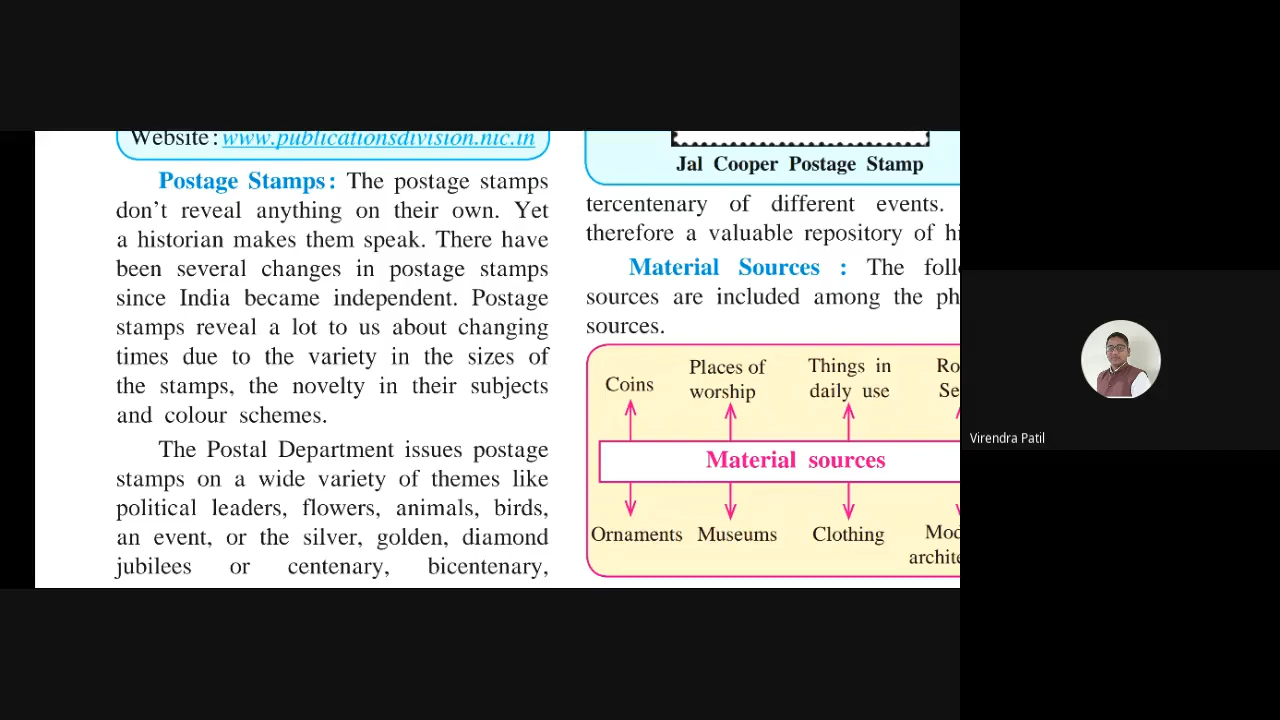 Website : www.publicationsdivision.nic.in
Postage Stamps : The postage stamps
don’t reveal anything on their own. Yet
a historian makes them speak. There have
been several changes in postage stamps
since India became independent. Postage
stamps reveal a lot to us about changing
times due to the variety in the sizes of
the stamps, the novelty in their subjects
and colour schemes.
The Postal Department issues postage
stamps on a wide variety of themes like
political leaders, flowers, animals, birds,
an event, or the silver, golden, diamond
jubilees or centenary, bicentenary,
Jal Cooper Postage Stamp
tercentenary of different events.
therefore a valuable repository of
Material Sources : The
sources are included among the
sources.
Coins
Places of
worship
Things in
daily use
Material sources
Ornaments
Museums
Clothing
Virendra Patil